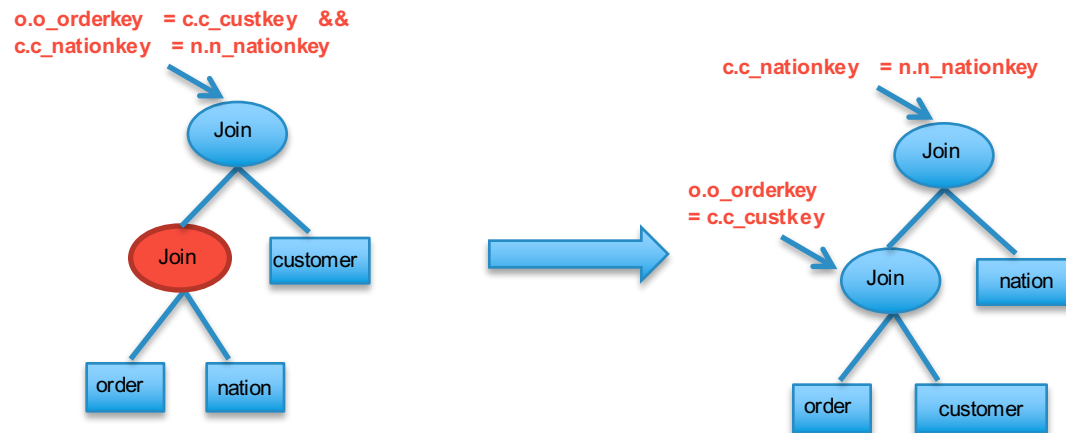 o.o_orderkey = c.c_custkey &&
c.c_nationkey = n.n_nationkey
Join
Join
customer
order
nation
c.c_nationkey = n.n_nationkey
Join
o.o_orderkey
= c.c_custkey
Join
nation
order
customer